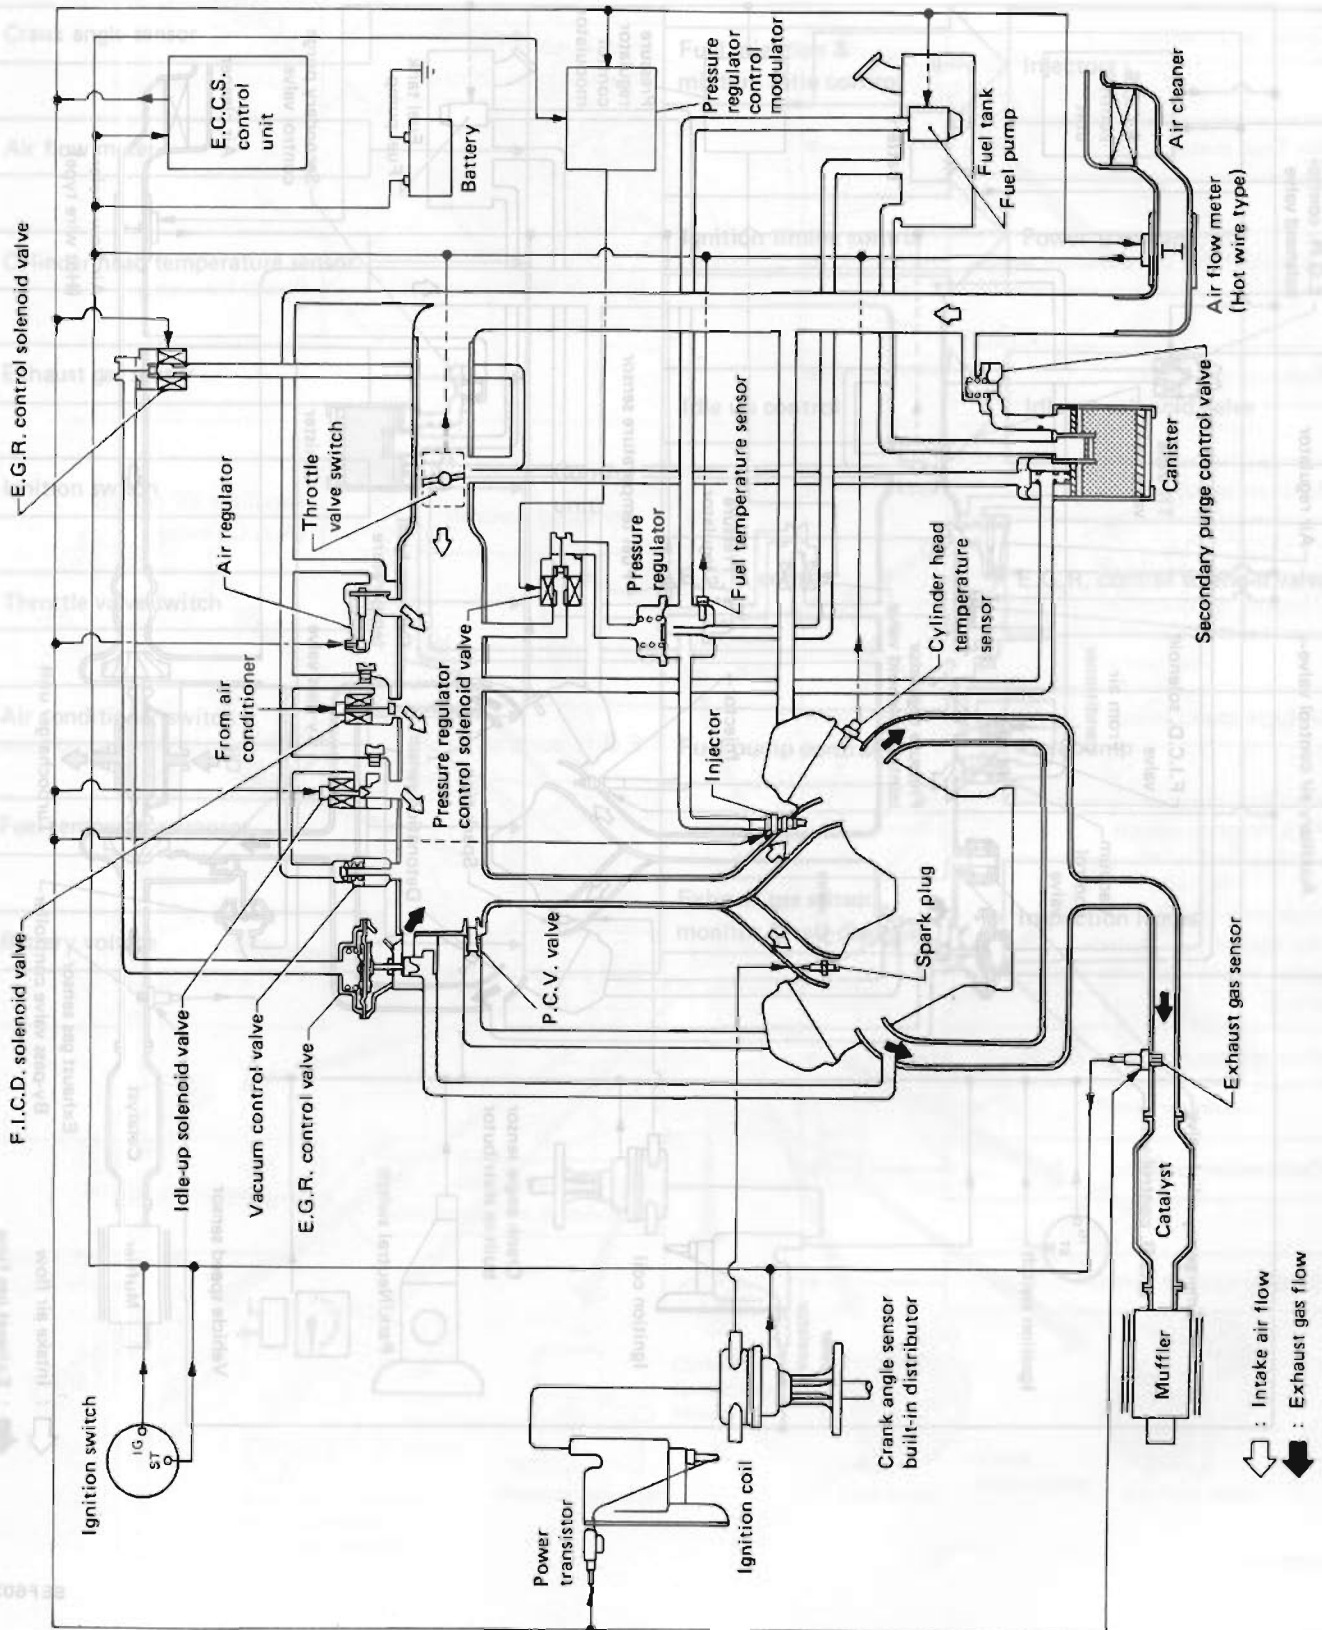 E.G.R. control solenoid valve
E.C.C.S.
control
unit
Battery
Pressure
regulator
control
modulator
Fuel tank
Fuel pump
Air cleaner
Air flow meter
(Hot wire type)
F.I.C.D. solenoid valve
Air regulator
Throttle
valve switch
From air
conditioner
Idle-up solenoid valve
Vacuum control valve
E.G.R. control valve
Pressure regulator
control solenoid valve
Pressure
regulator
Fuel temperature sensor
Cylinder head
temperature
sensor
Secondary purge control valve
Canister
Injector
P.C.V. valve
Spark plug
Exhaust gas sensor
Catalyst
Muffler
Ignition switch
IG
ST
Power
transistor
Ignition coil
Crank angle sensor
built-in distributor
: Intake air flow
: Exhaust gas flow